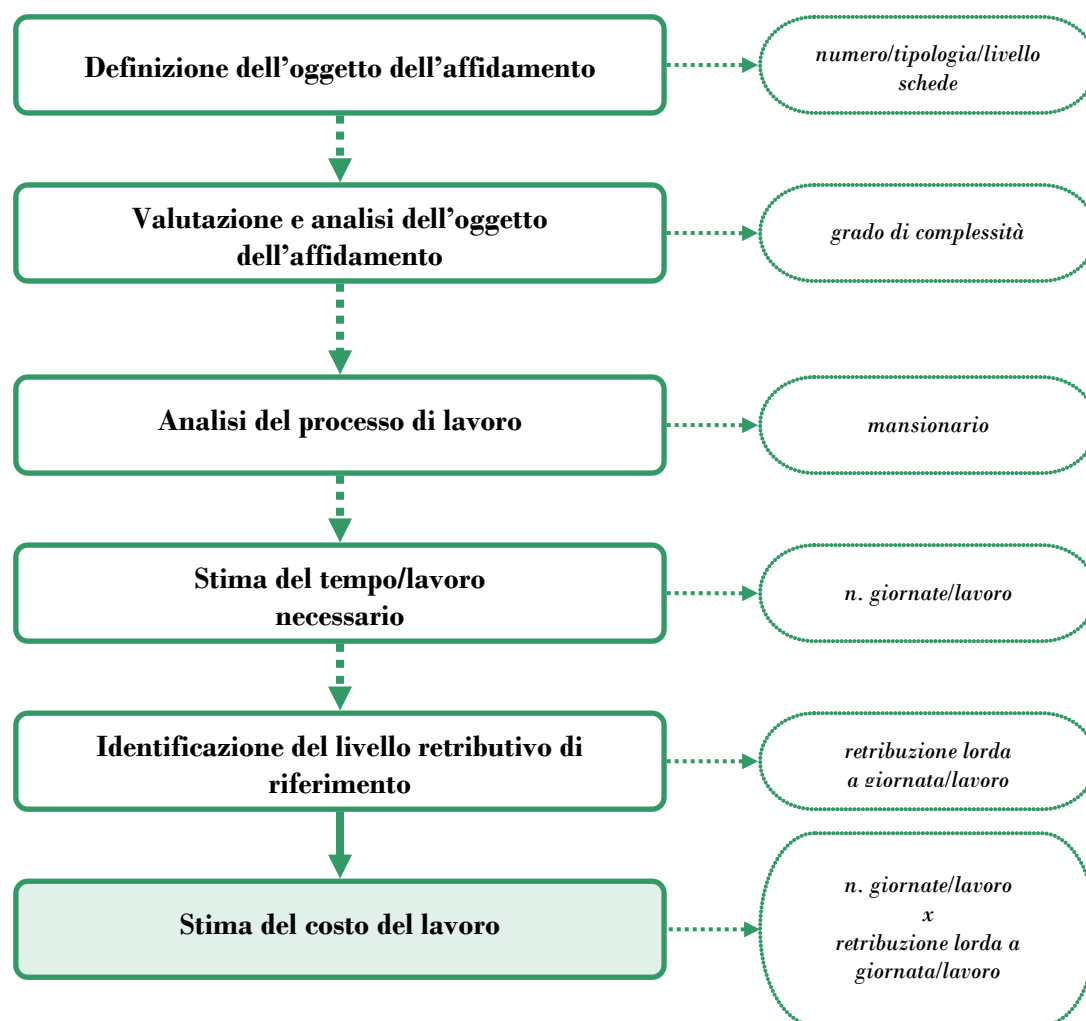 Definizione dell’oggetto dell’affidamento
numero/tipologia/livello
schede
Valutazione e analisi dell’oggetto
dell’affidamento
grado di complessità
Analisi del processo di lavoro
mansionario
Stima del tempo/lavoro
necessario
n. giornate/lavoro
Identificazione del livello retributivo di
riferimento
retribuzione lorda
a giornata/lavoro
Stima del costo del lavoro
n. giornate/lavoro
x
retribuzione lorda a
giornata/lavoro